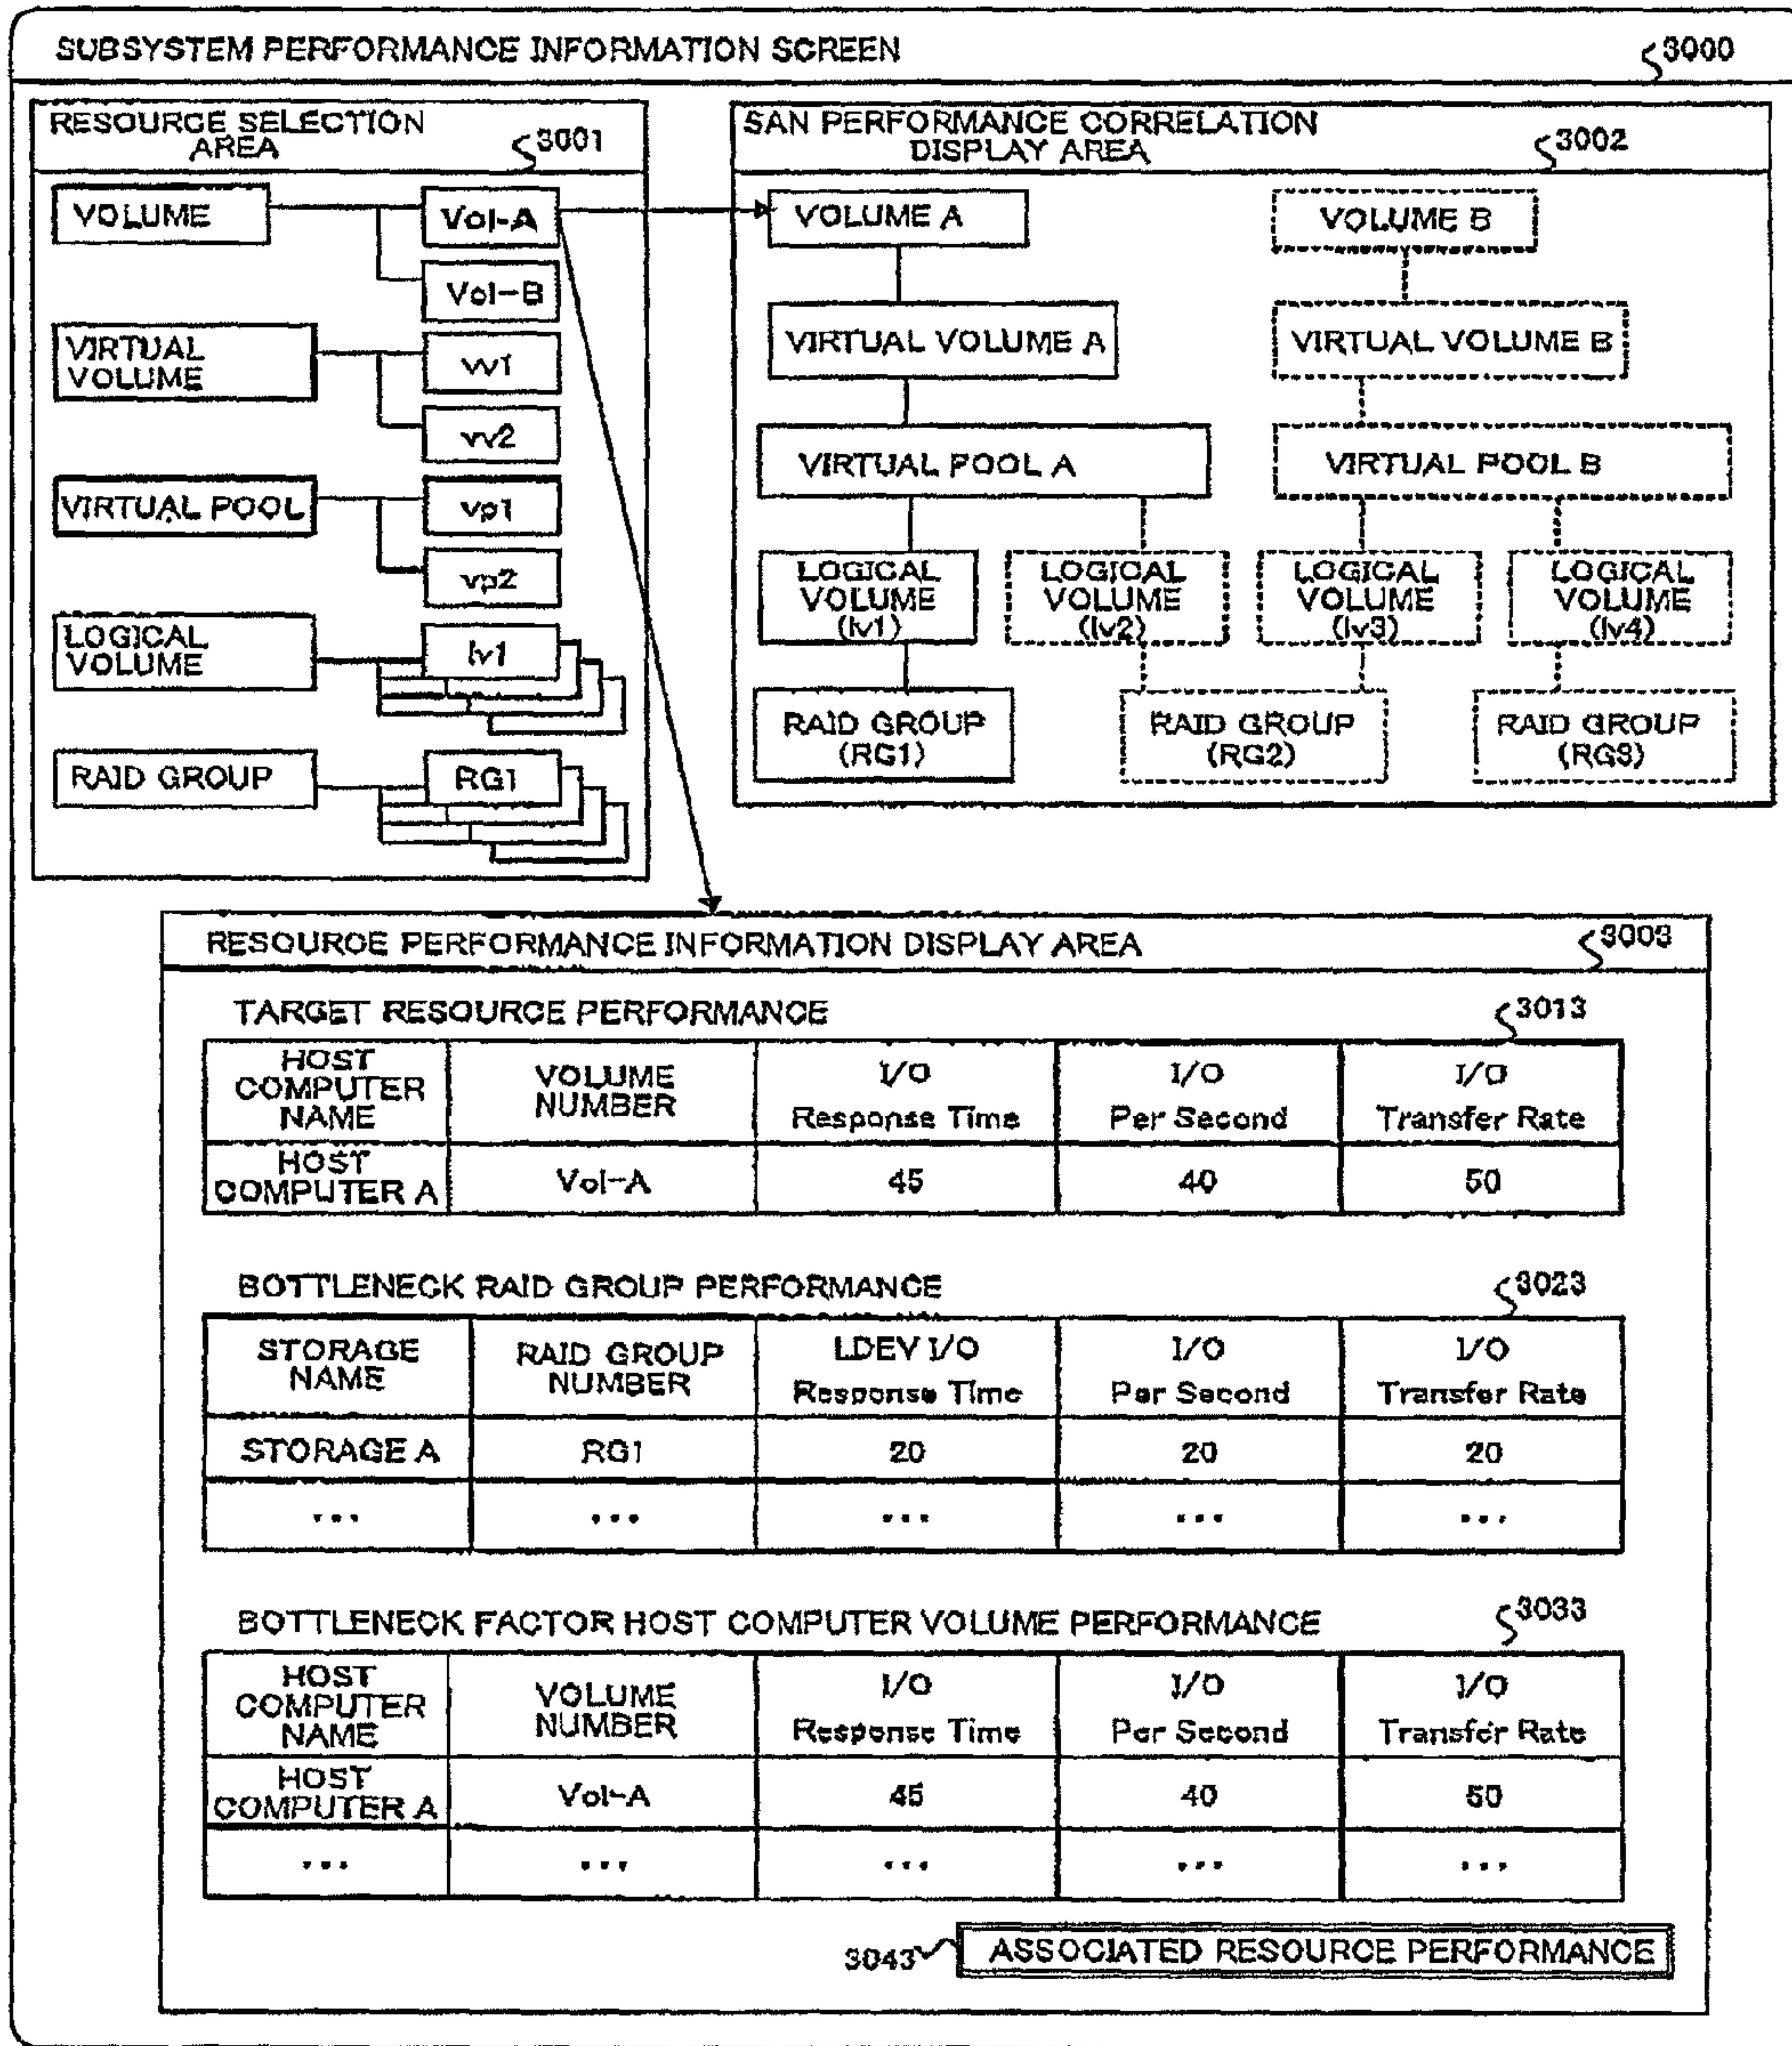 SUBSYSTEM PERFORMANCE INFORMATION SCREEN
3000
RESOURCE SELECTION
AREA
3001
VOLUME
Vol-A
Vol-B
VIRTUAL
VOLUME
vv1
vv2
VIRTUAL POOL
vp1
vp2
LOGICAL
VOLUME
lv1
RAID GROUP
RG1
SAN PERFORMANCE CORRELATION
DISPLAY AREA
3002
VOLUME A
VOLUME B
VIRTUAL VOLUME A
VIRTUAL VOLUME B
VIRTUAL POOL A
VIRTUAL POOL B
LOGICAL
VOLUME
(lv1)
LOGICAL
VOLUME
(lv2)
LOGICAL
VOLUME
(lv3)
LOGICAL
VOLUME
(lv4)
RAID GROUP
(RG1)
RAID GROUP
(RG2)
RAID GROUP
(RG3)
RESOURCE PERFORMANCE INFORMATION DISPLAY AREA
3003
TARGET RESOURCE PERFORMANCE
3013
HOST
COMPUTER
NAME
VOLUME
NUMBER
I/O
Response Time
I/O
Per Second
I/O
Transfer Rate
HOST
COMPUTER A
Vol-A
45
40
50
BOTTLENECK RAID GROUP PERFORMANCE
3023
STORAGE
NAME
RAID GROUP
NUMBER
LDEV I/O
Response Time
I/O
Per Second
I/O
Transfer Rate
STORAGE A
RG1
20
20
20
...
...
...
...
...
BOTTLENECK FACTOR HOST COMPUTER VOLUME PERFORMANCE
3033
HOST
COMPUTER
NAME
VOLUME
NUMBER
I/O
Response Time
I/O
Per Second
I/O
Transfer Rate
HOST
COMPUTER A
Vol-A
45
40
50
...
...
...
...
...
3043
ASSOCIATED RESOURCE PERFORMANCE